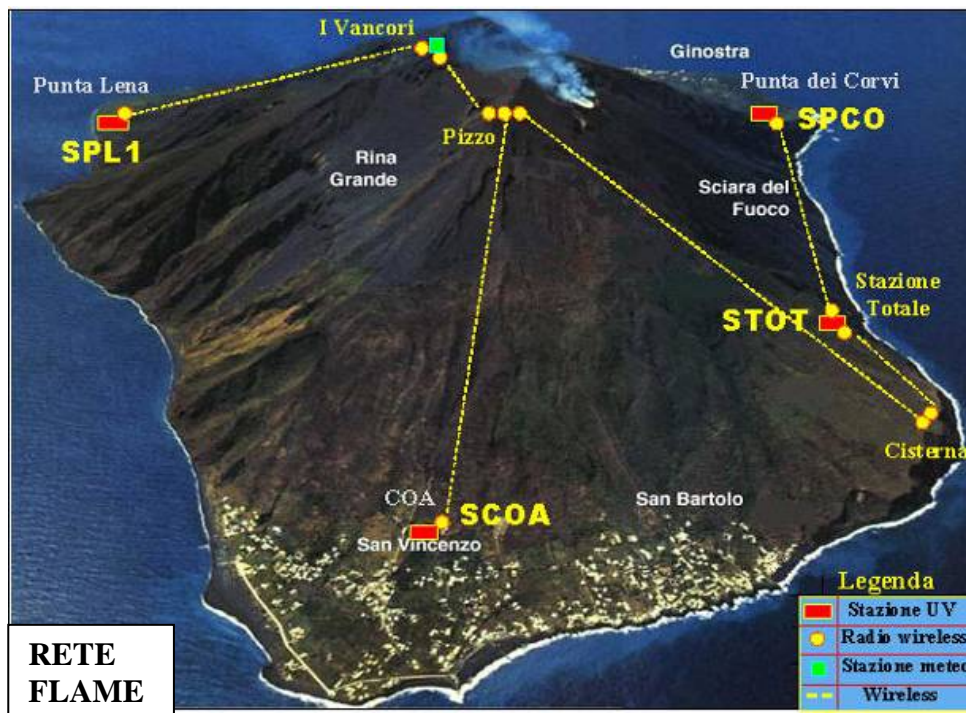 I Vancori
Ginostra
Punta Lena
Punta dei Corvi
SPL1
SPCO
Pizzo
Rina
Grande
Sciara del
Fuoco
Stazione
Totale
STOT
Cisterna
COA
SCOA
San Bartolo
San Vincenzo
Legenda
Stazione UV
Radio wireless
Stazione meteo
Wireless
RETE
FLAME